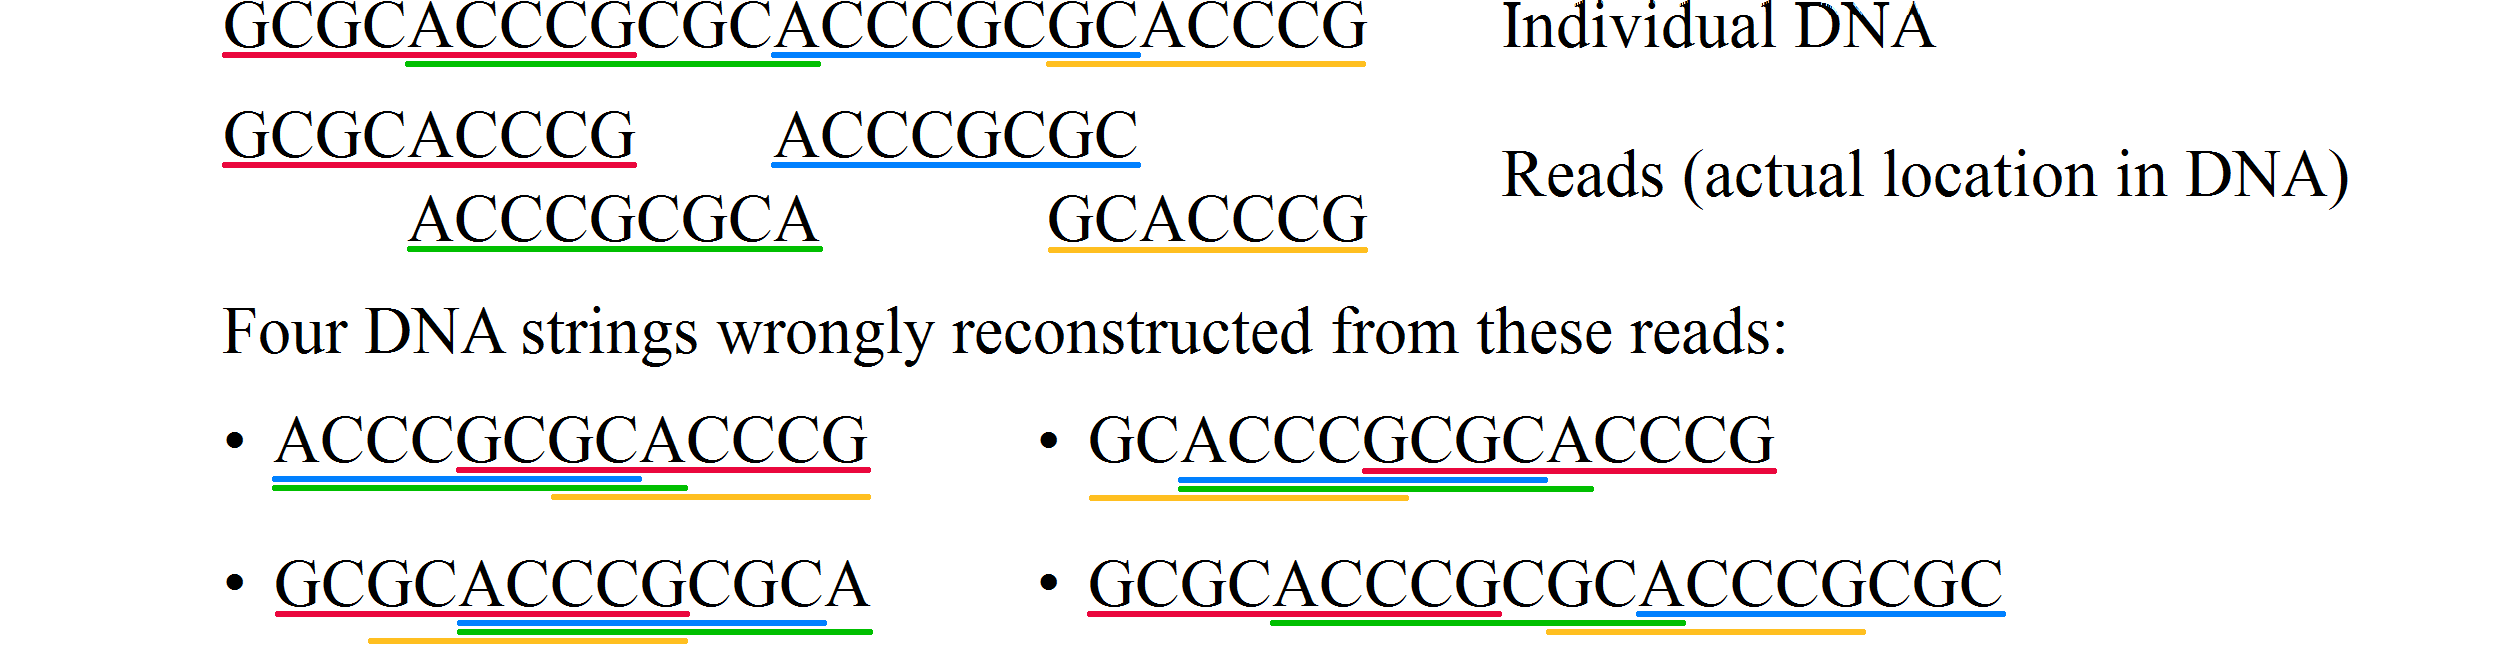 GCGCACCCGCGCACCCGCGCACCCG Individual DNA
GCGCACCCG ACCCGCGC
Reads (actual location in DNA)
ACCCGCGCA GCACCCG
Four DNA strings wrongly reconstructed from these reads:
• ACCCGCGCACCCG • GCACCCGCGCACCCG
• GCGCACCCGCGCA • GCGCACCCGCGCACCCGCGC